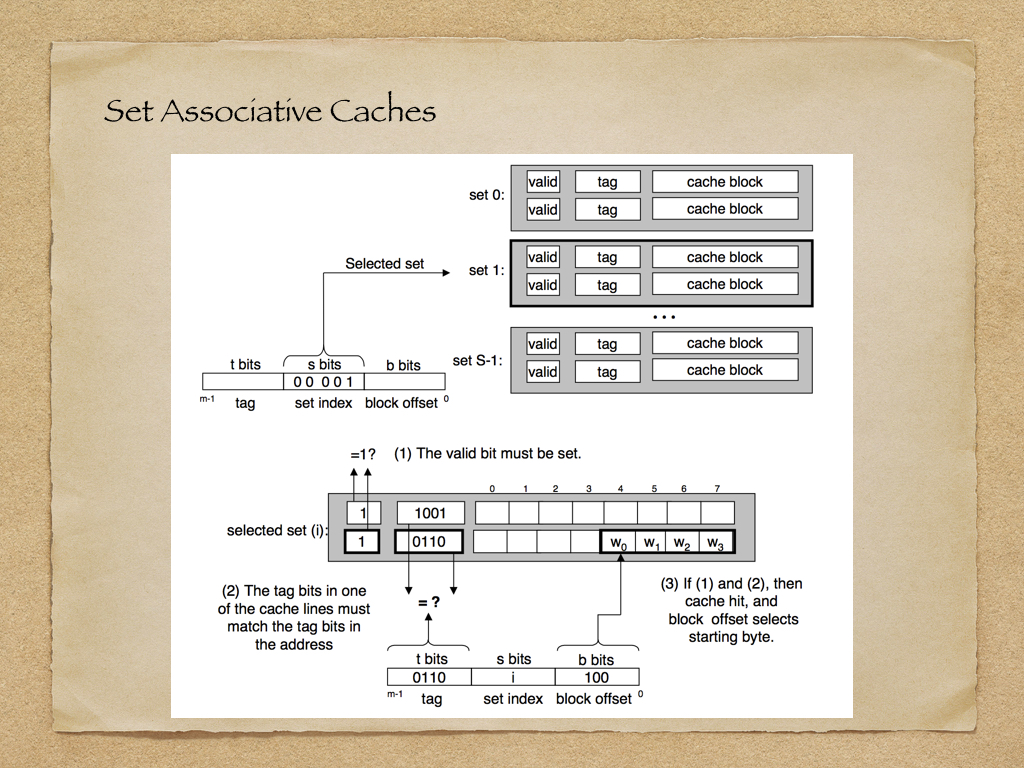 Set Associative Caches
set 0: valid tag cache block
valid tag cache block
Selected set
set 1: valid tag cache block
valid tag cache block
...
set S-1: valid tag cache block
valid tag cache block
t bits s bits b bits
0 0 0 0 1
m-1 tag set index block offset 0
=1? (1) The valid bit must be set.
0 1 2 3 4 5 6 7
selected set (i):
1 1001
1 0110 w0 w1 w2 w3
(2) The tag bits in one
of the cache lines must
match the tag bits in
the address
= ?
(3) If (1) and (2), then
cache hit, and
block offset selects
starting byte.
t bits s bits b bits
0110 i 100
m-1 tag set index block offset 0